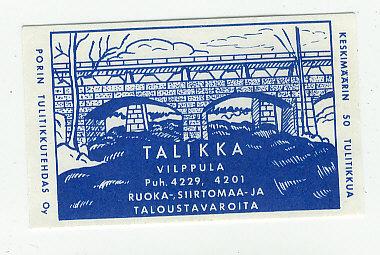 PORIN TULITIKKUTEHDAS Oy
TALIKKA
VILPPULA
Puh. 4229, 4201
RUOKA-, SIIRTOMAA- JA
TALOUSTAVAROITA
KESKIMÄÄRIN 50 TULITIKKUA